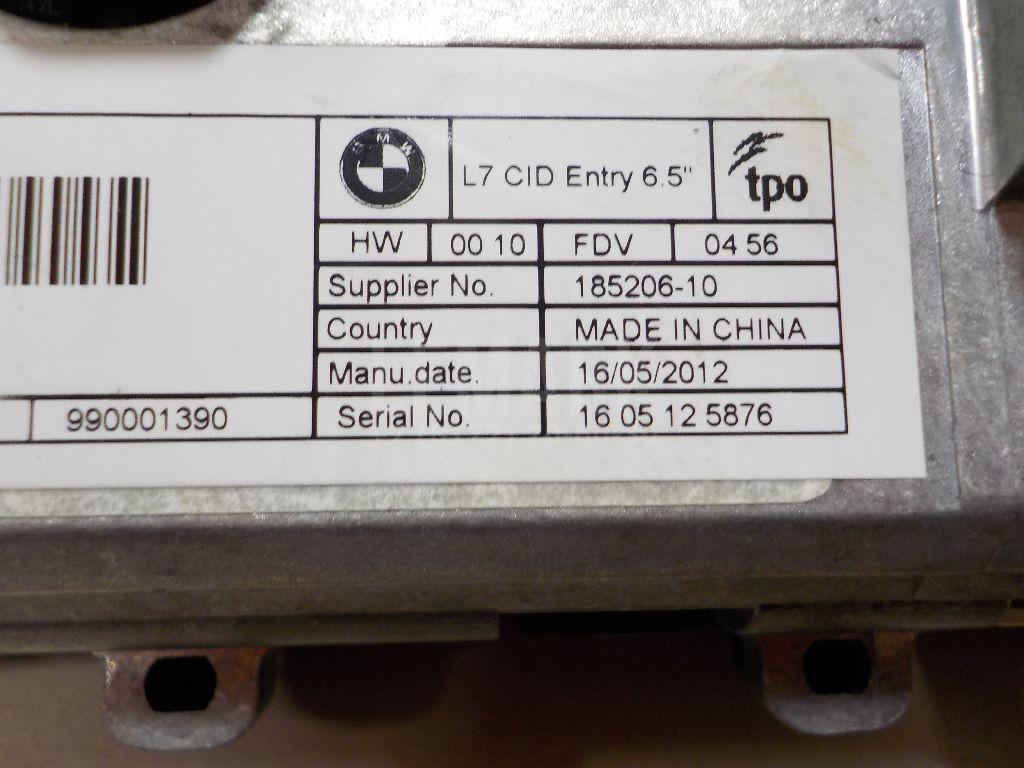 BMW
L7 CID Entry 6.5"
tpo
HW 00 10 FDV 04 56
Supplier No. 185206-10
Country MADE IN CHINA
Manu.date. 16/05/2012
990001390 Serial No. 16 05 12 5876